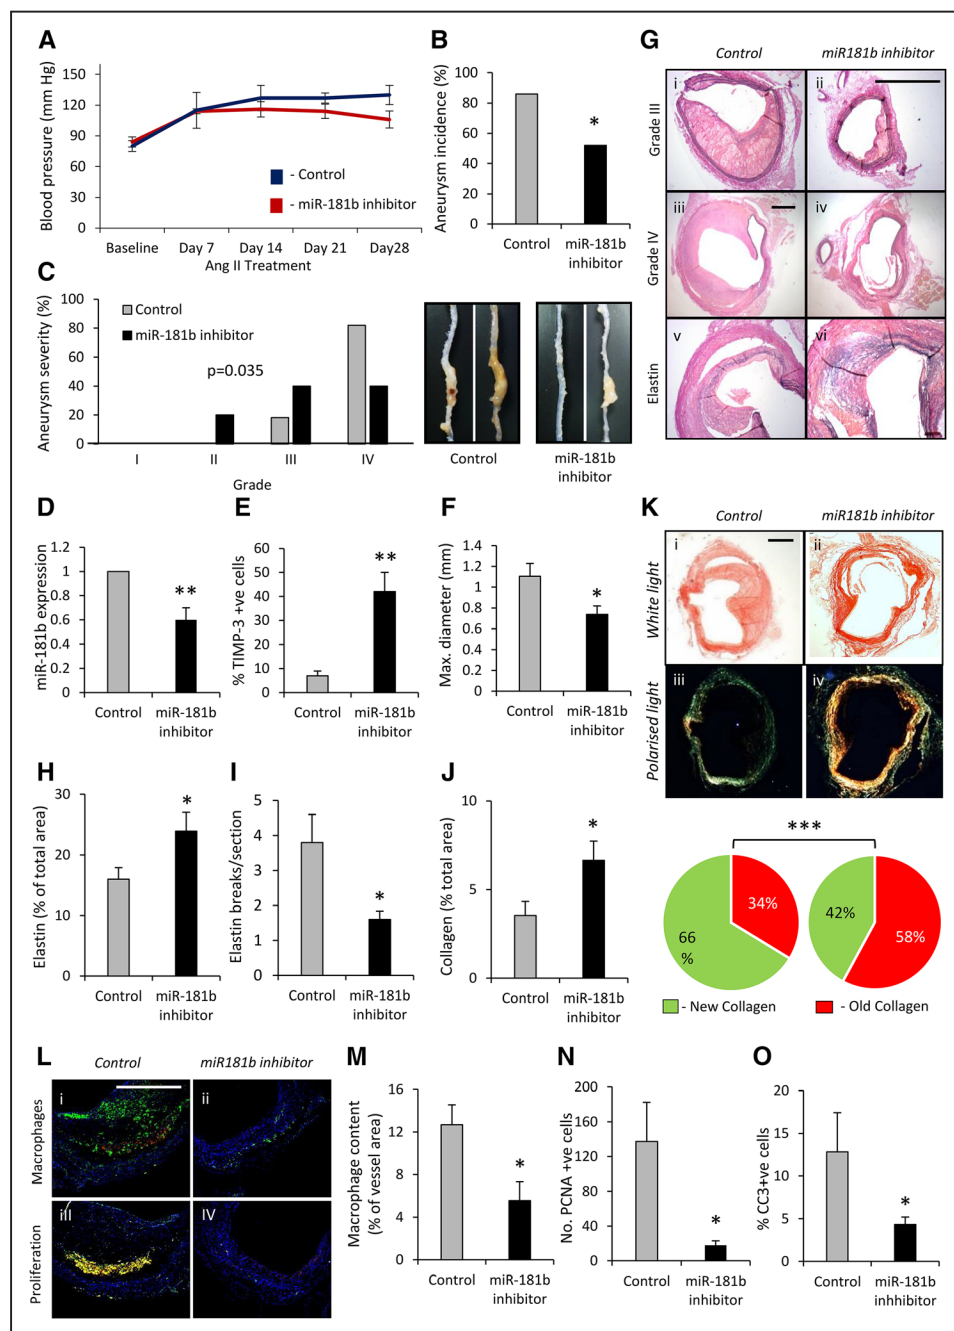 A
Blood pressure (mm Hg)
150
120
90
60
30
0
- Control
- miR-181b inhibitor
Baseline Day 7 Day 14 Day 21 Day28
Ang II Treatment
B
Aneurysm incidence (%)
100
80
60
40
20
0
*
Control miR-181b
inhibitor
C
Aneurysm severity (%)
100
80
60
40
20
0
Control
miR-181b inhibitor
p=0.035
I II III IV
Grade
Control miR-181b
inhibitor
G
Control miR181b inhibitor
Grade III
i ii
Grade IV
iii iv
Elastin
v vi
D
miR-181b expression
1.2
1
0.8
0.6
0.4
0.2
0
**
Control miR-181b
inhibitor
E
% TIMP-3 +ve cells
60
50
40
30
20
10
0
**
Control miR-181b
inhibitor
F
Max. diameter (mm)
1.4
1.2
1
0.8
0.6
0.4
0.2
0
*
Control miR-181b
inhibitor
K
Control miR181b inhibitor
White light
i ii
Polarised light
iii iv
***
34%
66
%
42%
58%
- New Collagen - Old Collagen
H
Elastin (% of total area)
30
20
10
0
*
Control miR-181b
inhibitor
I
Elastin breaks/section
5
4
3
2
1
0
*
Control miR-181b
inhibitor
J
Collagen (% total area)
10
5
0
*
Control miR-181b
inhibitor
L
Control miR181b inhibitor
Macrophages
i ii
Proliferation
iii IV
M
Macrophage content
(% of vessel area)
16
12
8
4
0
*
Control miR-181b
inhibitor
N
No. PCNA +ve cells
200
160
120
80
40
0
*
Control miR-181b
inhibitor
O
% CC3+ve cells
20
15
10
5
0
*
Control miR-181b
inhhibitor